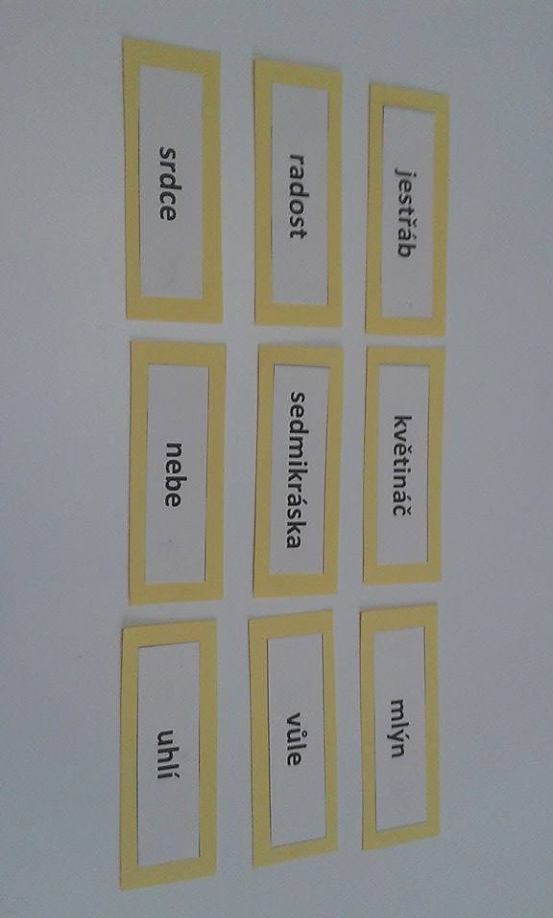 jestřáb
květináč
mlýn
radost
sedmikráska
vůle
srdce
nebe
uhlí